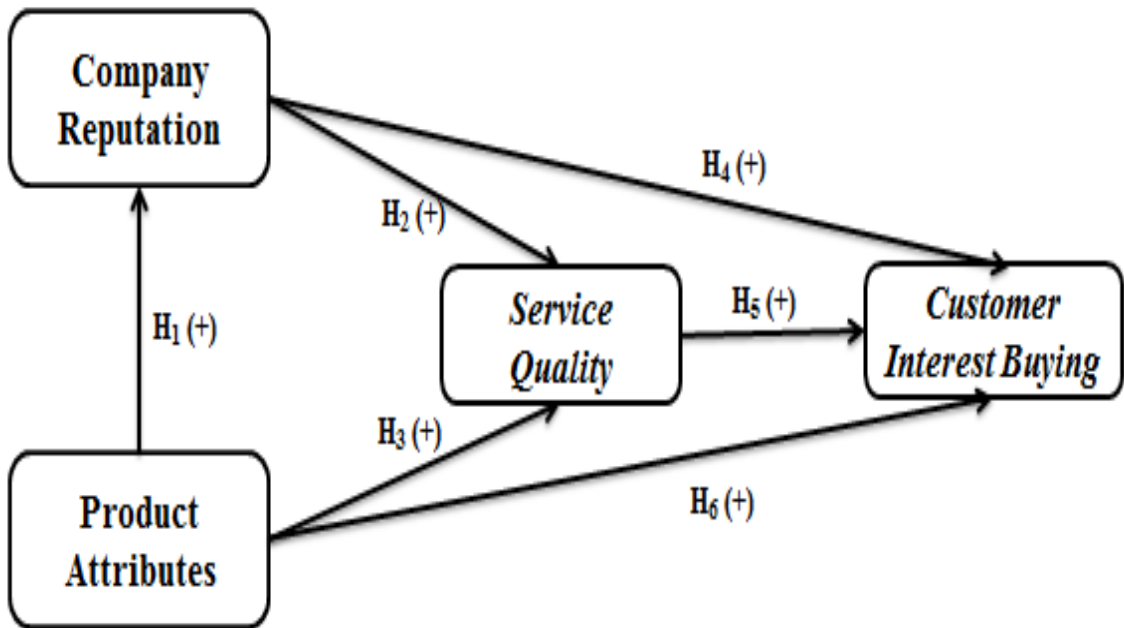 Company
Reputation
H₄ (+)
H₂ (+)
Service
Quality
H₅ (+)
Customer
Interest Buying
H₁ (+)
H₃ (+)
H₆ (+)
Product
Attributes